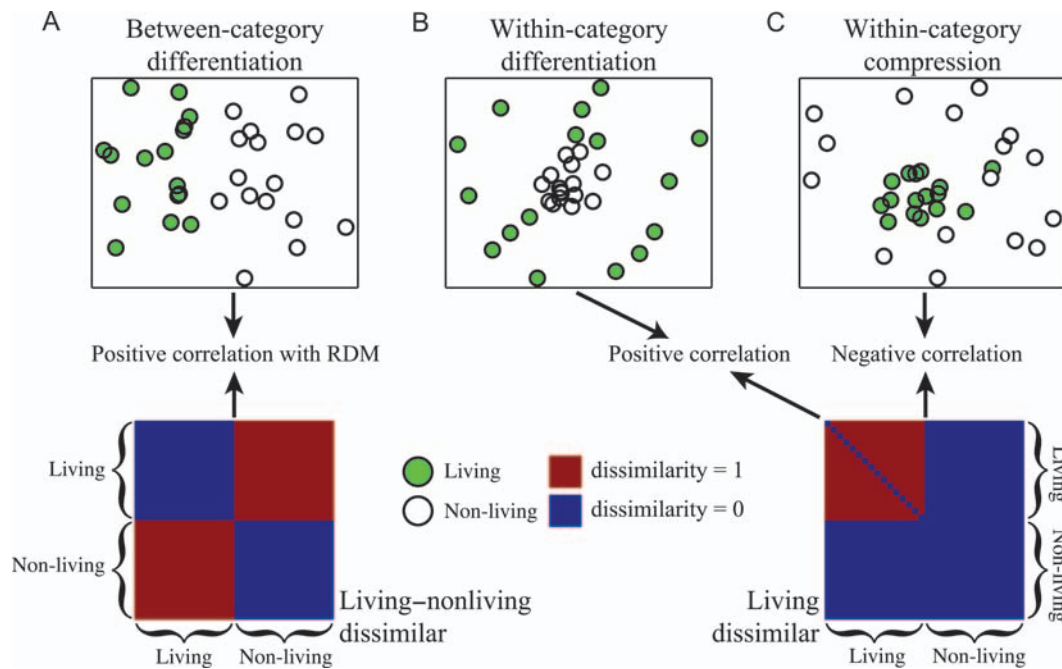 A
Between-category
differentiation
B
Within-category
differentiation
C
Within-category
compression
Positive correlation with RDM
Positive correlation
Negative correlation
Living
Non-living
Living
Non-living
Living–nonliving
dissimilar
Living
Non-living
dissimilarity = 1
dissimilarity = 0
Living
Non-living
Living
dissimilar
Living
Non-living